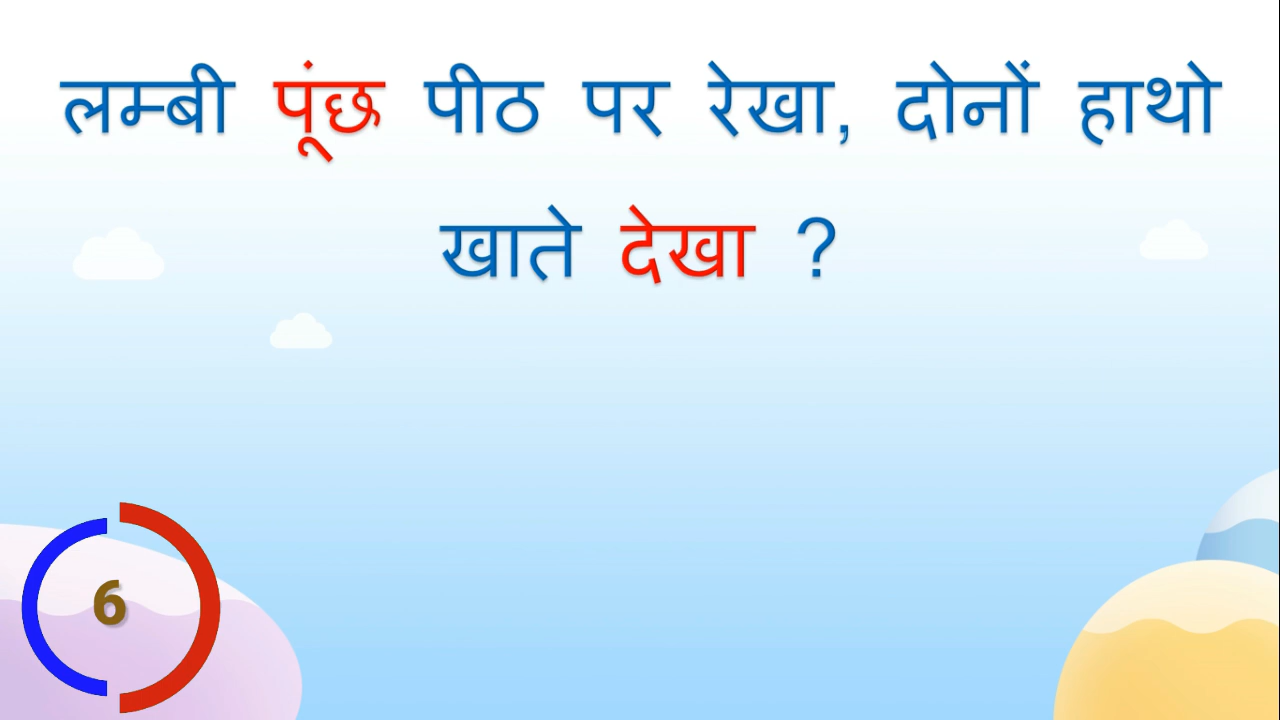 लम्बी पूंछ पीठ पर रेखा, दोनों हाथो
खाते देखा ?
6